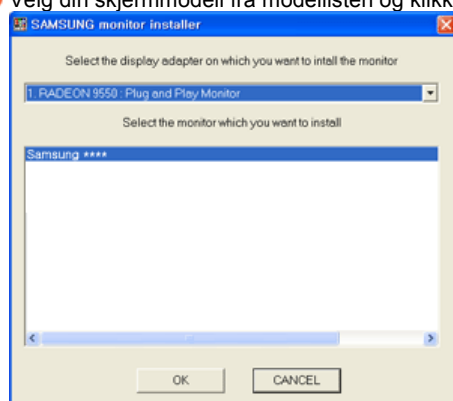 Velg din skjermmodell fra modellisten og klikk
SAMSUNG monitor installer
Select the display adapter on which you want to intall the monitor
1. RADEON 9550 : Plug and Play Monitor
Select the monitor which you want to install
Samsung ****
OK
CANCEL